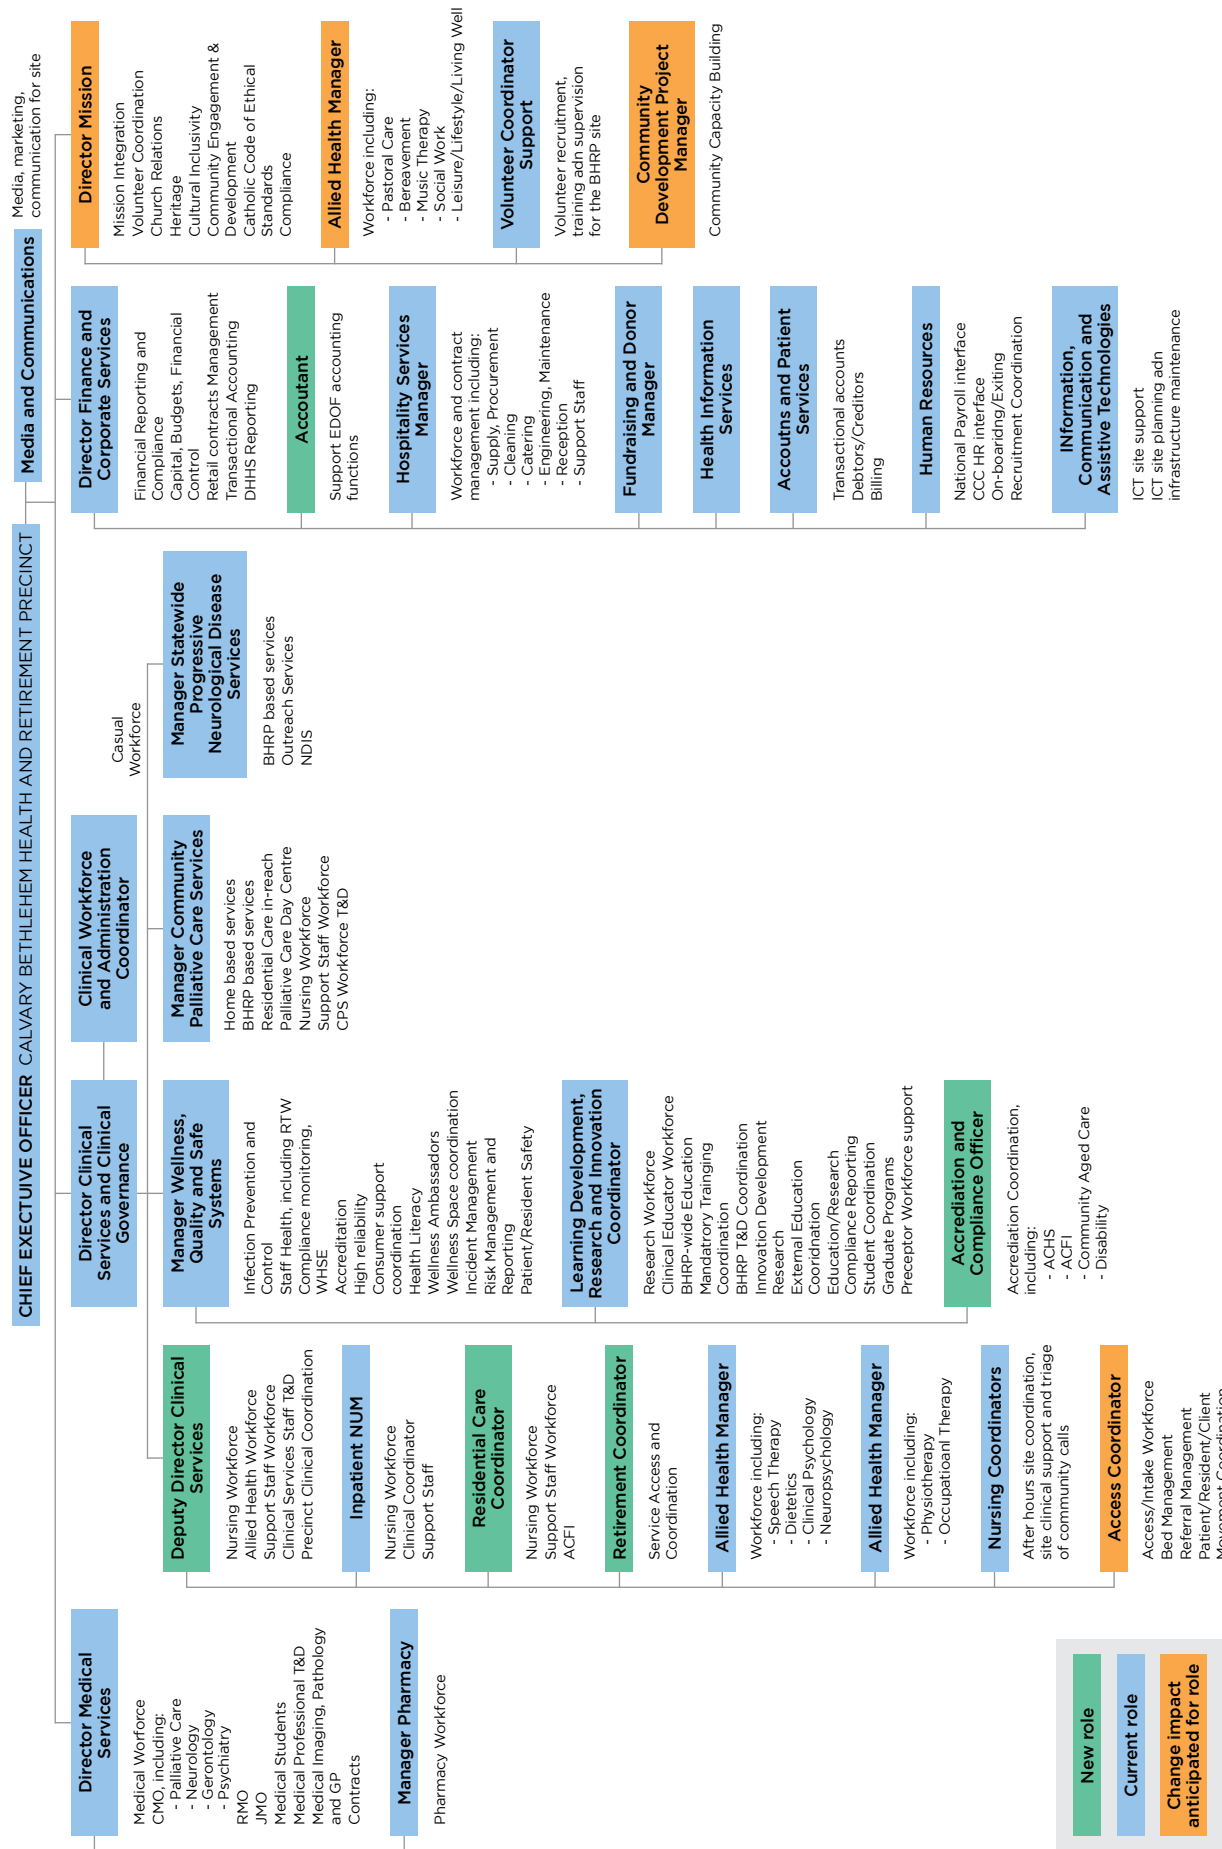 CHIEF EXECTUIVE OFFICER CALVARY BETHLEHEM HEALTH AND RETIREMENT PRECINCT
Media and Communications
Media, marketing,
communication for site
Director Medical
Services
Medical Worforce
CMO, including:
- Palliative Care
- Neurology
- Gerontology
- Psychiatry
RMO
JMO
Medical Students
Medical Professional T&D
Medical Imaging, Pathology
and GP
Contracts
Manager Pharmacy
Pharmacy Workforce
Director Clinical
Services and Clinical
Governance
Clinical Workforce
and Administration
Coordinator
Casual
Workforce
Deputy Director Clinical
Services
Nursing Workforce
Allied Health Workforce
Support Staff Workforce
Clinical Services Staff T&D
Precinct Clinical Coordination
Inpatient NUM
Nursing Workforce
Clinical Coordinator
Support Staff
Residential Care
Coordinator
Nursing Workforce
Support Staff Workforce
ACFI
Retirement Coordinator
Service Access and
Coordination
Allied Health Manager
Workforce including:
- Speech Therapy
- Dietetics
- Clinical Psychology
- Neuropsychology
Allied Health Manager
Workforce including:
- Physiotherapy
- Occupatioanl Therapy
Nursing Coordinators
After hours site coordination,
site clinical support and triage
of community calls
Access Coordinator
Access/Intake Workforce
Bed Management
Referral Management
Patient/Resident/Client
Movement Coordination
Manager Wellness,
Quality and Safe
Systems
Infection Prevention and
Control
Staff Health, including RTW
Compliance monitoring,
WHSE
Accreditation
High reliability
Consumer support
coordination
Health Literacy
Wellness Ambassadors
Wellness Space coordination
Incident Management
Risk Management and
Reporting
Patient/Resident Safety
Learning Development,
Research and Innovation
Coordinator
Research Workforce
Clinical Educator Workforce
BHRP-wide Education
Mandatrory Trainaging
Coordination
BHRP T&D Coordination
Innovation Development
Research
External Education
Cooridnation
Education/Research
Compliance Reporting
Student Coordination
Graduate Programs
Preceptor Workforce support
Accrediation and
Compliance Officer
Accrediation Coordination,
including:
- ACHS
- ACFI
- Community Aged Care
- Disability
Manager Community
Palliative Care Services
Home based services
BHRP based services
Residential Care in-reach
Palliative Care Day Centre
Nursing Workforce
Support Staff Workforce
CPS Workforce T&D
Manager Statewide
Progressive
Neurological Disease
Services
BHRP based services
Outreach Services
NDIS
Director Finance and
Corporate Services
Financial Reporting and
Compliance
Capital, Budgets, Financial
Control
Retail contracts Management
Transactional Accounting
DHHS Reporting
Accountant
Support EDOF accounting
functions
Hospitality Services
Manager
Workforce and contract
management including:
- Supply, Procurement
- Cleaning
- Catering
- Engineering, Maintenance
- Reception
- Support Staff
Fundraising and Donor
Manager
Health Information
Services
Accoutns and Patient
Services
Transactional accounts
Debtors/Creditors
Billing
Human Resources
National Payroll interface
CCC HR interface
On-boaridng/Exiting
Recruitment Coordination
INformation,
Communication and
Assistive Technologies
ICT site support
ICT site planning adn
infrastructure maintenance
Director Mission
Mission Integration
Volunteer Coordination
Church Relations
Heritage
Cultural Inclusivity
Community Engagement &
Development
Catholic Code of Ethical
Standards
Compliance
Allied Health Manager
Workforce including:
- Pastoral Care
- Bereavement
- Music Therapy
- Social Work
- Leisure/Lifestyle/Living Well
Volunteer Coordinator
Support
Volunteer recruitment,
training adn supervision
for the BHRP site
Community
Development Project
Manager
Community Capacity Building
New role
Current role
Change impact
anticipated for role